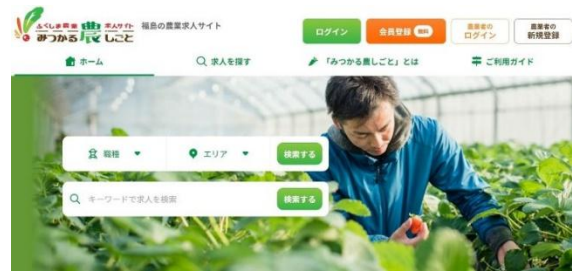 ふくしま農業 求人サイト
みつかる農しごと
福島の農業求人サイト
ログイン
会員登録 無料
農業者の
ログイン
農業者の
新規登録
ホーム
求人を探す
「みつかる農しごと」とは
ご利用ガイド
職種
エリア
検索する
キーワードで求人を検索
検索する